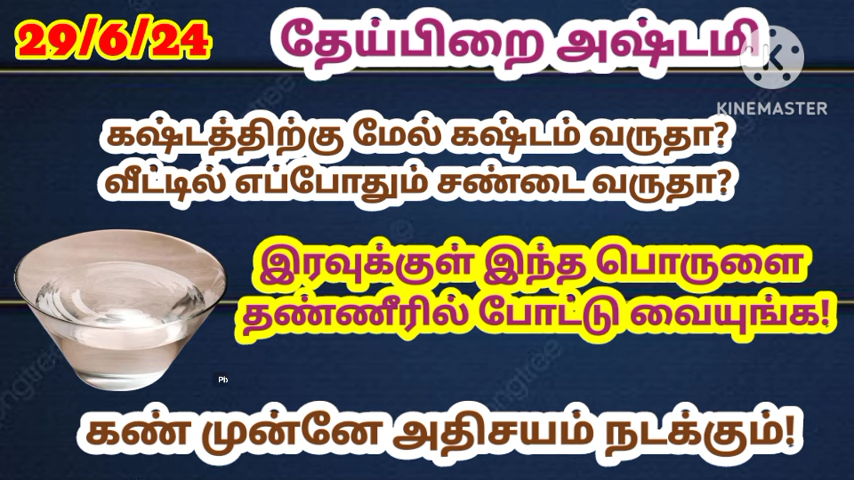 29/6/24 தேய்பிறை அஷ்டமி
KINEMASTER
கஷ்டத்திற்கு மேல் கஷ்டம் வருதா?
வீட்டில் எப்போதும் சண்டை வருதா?
இரவுக்குள் இந்த பொருளை
தண்ணீரில் போட்டு வையுங்க!
Ph
கண் முன்னே அதிசயம் நடக்கும்!